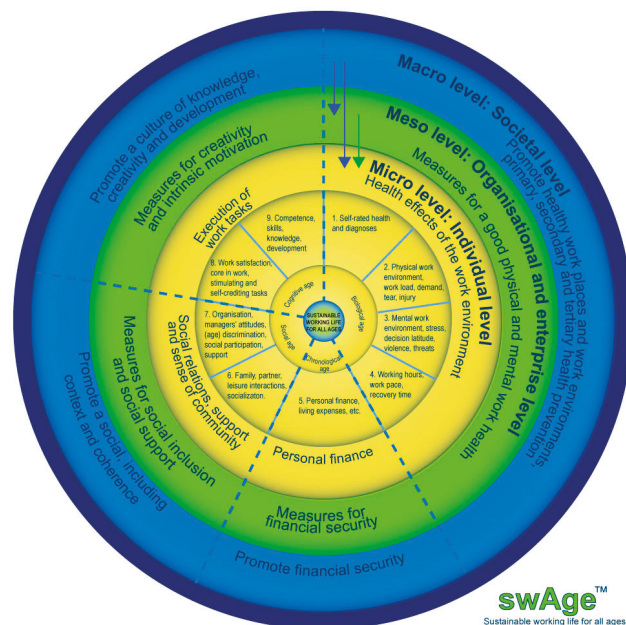 Macro level: Societal level
Promote healthy work places and work environments,
primary, secondary and tertiary health prevention,
Promote a culture of knowledge,
creativity and development
Promote a social, including
context and coherence
Promote financial security
Meso level: Organisational and enterprise level
Measures for a good physical and mental work health
Measures for creativity
and intrinsic motivation
Measures for social inclusion
and social support
Measures for
financial security
Micro level: Individual level
Health effects of the work environment
Execution of
work tasks
Social relations, support
and sense of community
Personal finance
1. Self-rated health
and diagnoses
2. Physical work
environment,
work load, demand,
tear, injury
3. Mental work
environment, stress,
decision latitude,
violence, threats
4. Working hours,
work pace,
recovery time
5. Personal finance,
living expenses, etc.
6. Family, partner,
leisure interactions,
socializaton.
7. Organisation,
managers' attitudes,
(age) discrimination,
social participation,
support
8. Work satisfaction,
core in work,
stimulating and
self-crediting tasks
9. Competence,
skills,
knowledge,
development
Cognitive age
Biological age
Social age
Chronological
age
SUSTAINABLE
WORKING LIFE
FOR ALL AGES
swAge™
Sustainable working life for all ages